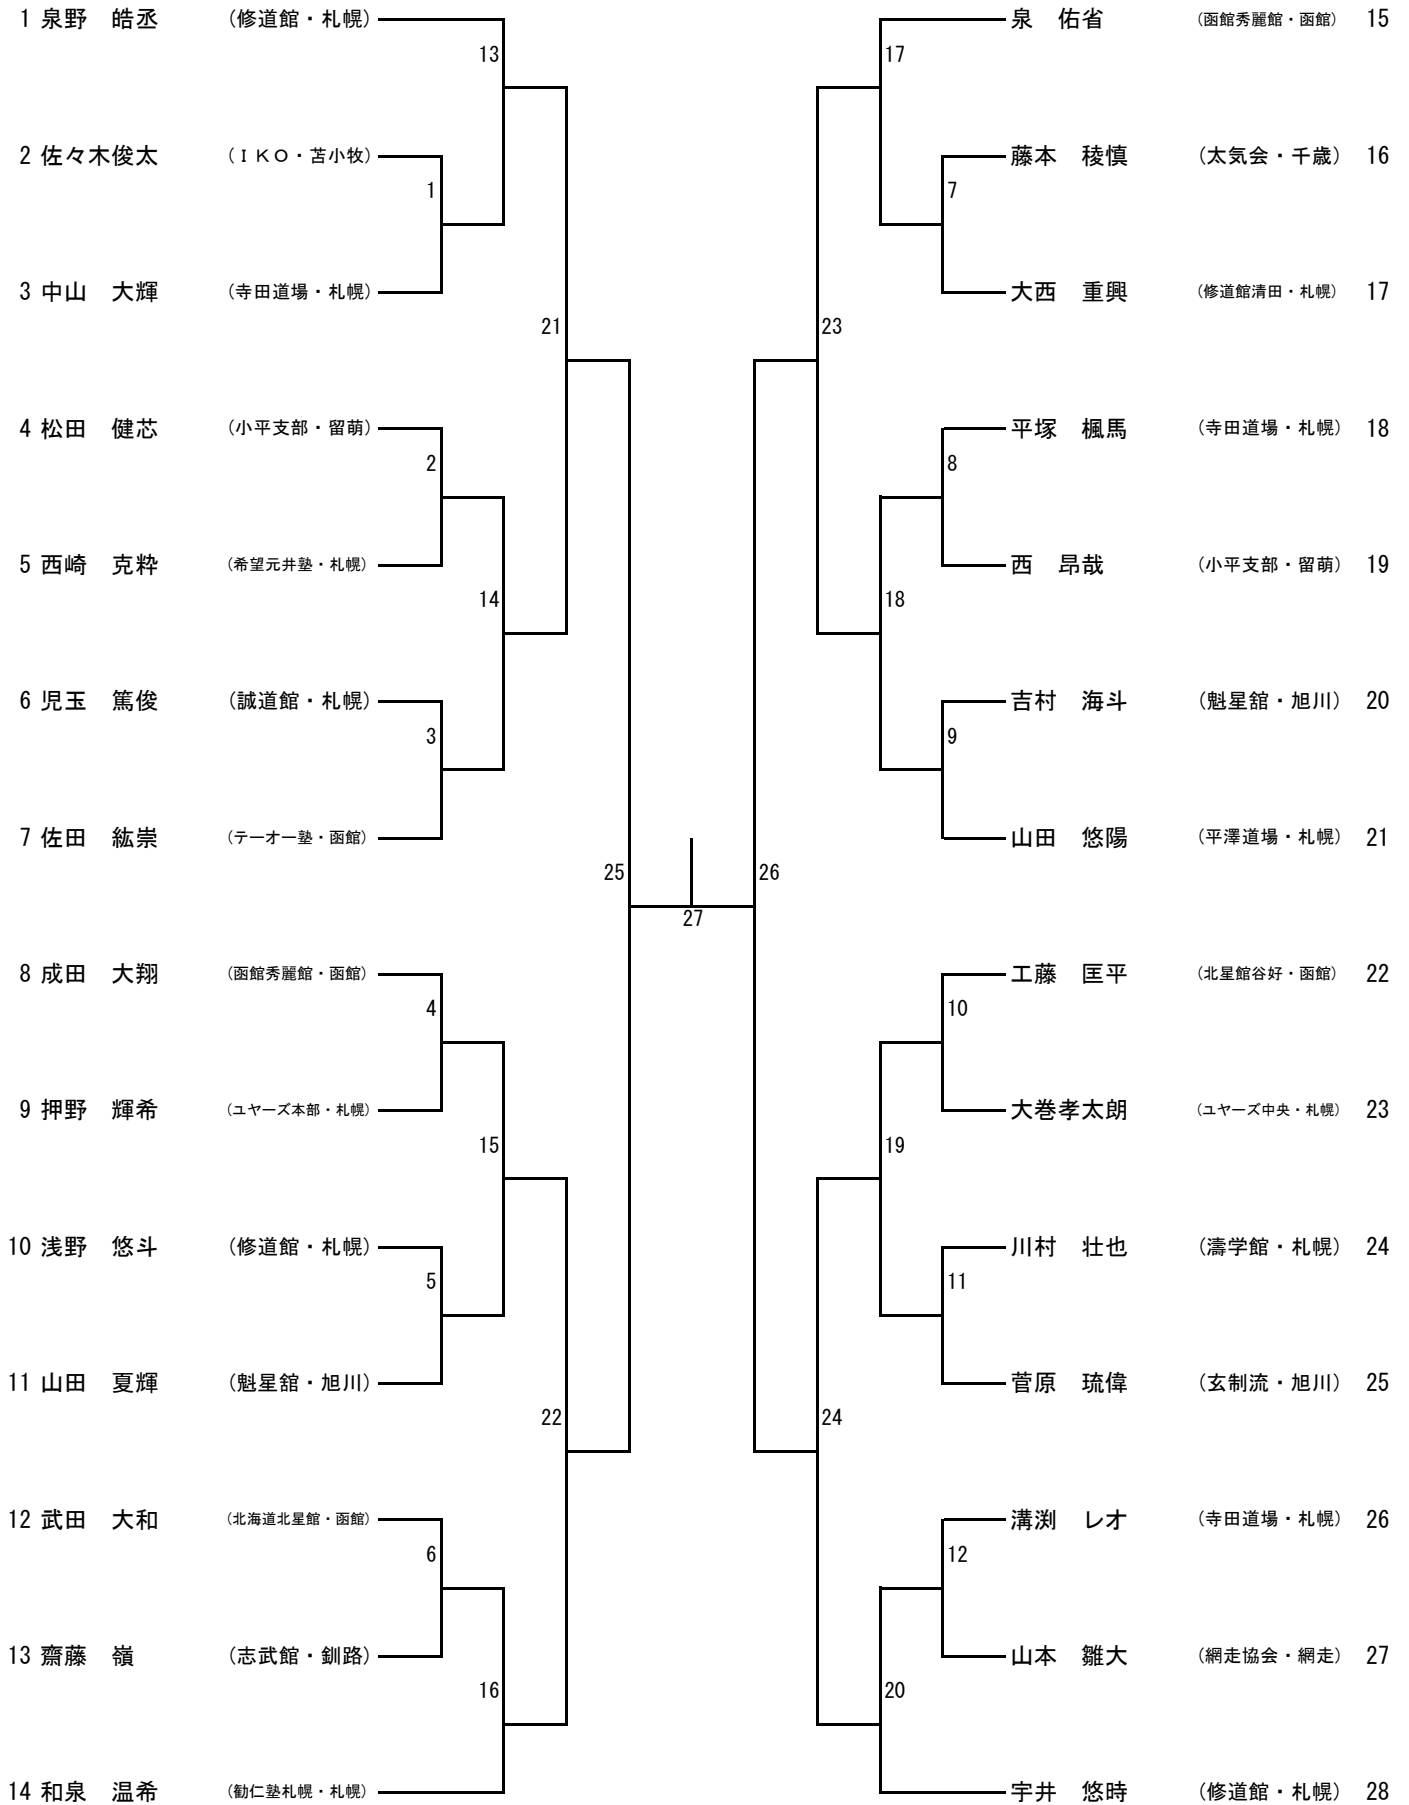 1 泉野　皓丞 （修道館・札幌）
13
2 佐々木俊太 （ＩＫＯ・苫小牧）
1
3 中山　大輝 （寺田道場・札幌）
21
4 松田　健芯 （小平支部・留萌）
2
5 西崎　克粋 （希望元井塾・札幌）
14
6 児玉　篤俊 （誠道館・札幌）
3
7 佐田　紘崇 （テーオー塾・函館）
25
8 成田　大翔 （函館秀麗館・函館）
4
9 押野　輝希 （ユヤーズ本部・札幌）
15
10 浅野　悠斗 （修道館・札幌）
5
11 山田　夏輝 （魁星舘・旭川）
22
12 武田　大和 （北海道北星館・函館）
6
13 齋藤　嶺 （志武館・釧路）
16
14 和泉　温希 （勧仁塾札幌・札幌）
27
泉　佑省 （函館秀麗館・函館） 15
17
藤本　稜慎 （太気会・千歳） 16
7
大西　重興 （修道館清田・札幌） 17
23
平塚　楓馬 （寺田道場・札幌） 18
8
西　昂哉 （小平支部・留萌） 19
18
吉村　海斗 （魁星舘・旭川） 20
9
山田　悠陽 （平澤道場・札幌） 21
26
工藤　匡平 （北星館谷好・函館） 22
10
大巻孝太朗 （ユヤーズ中央・札幌） 23
19
川村　壮也 （濤学館・札幌） 24
11
菅原　琉偉 （玄制流・旭川） 25
24
溝渕　レオ （寺田道場・札幌） 26
12
山本　雛大 （網走協会・網走） 27
20
宇井　悠時 （修道館・札幌） 28